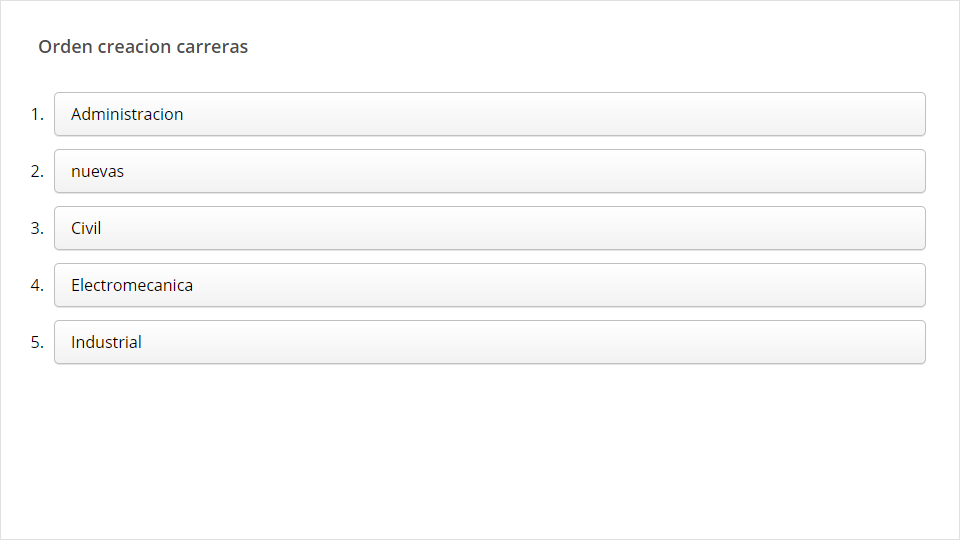 Orden creacion carreras
1. Administracion
2. nuevas
3. Civil
4. Electromecanica
5. Industrial